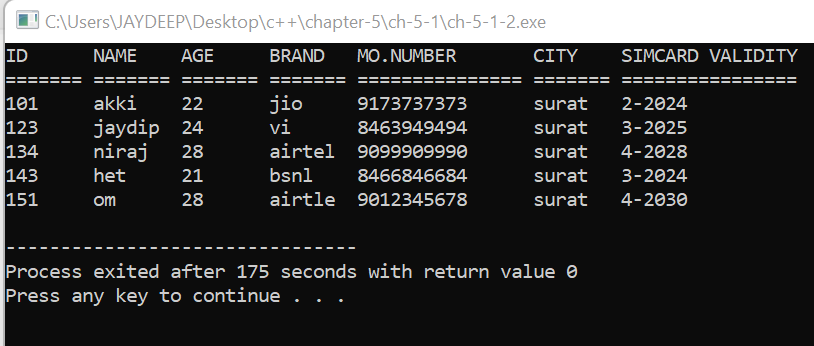 C:\Users\JAYDEEP\Desktop\c++\chapter-5\ch-5-1\ch-5-1-2.exe
ID      NAME    AGE     BRAND   MO.NUMBER       CITY    SIMCARD VALIDITY
======= ======= ======= ======= =============== ======= ================
101     akki    22      jio     9173737373      surat   2-2024
123     jaydip  24      vi      8463949494      surat   3-2025
134     niraj   28      airtel  9099909990      surat   4-2028
143     het     21      bsnl    8466846684      surat   3-2024
151     om      28      airtle  9012345678      surat   4-2030
--------------------------------
Process exited after 175 seconds with return value 0
Press any key to continue . . .